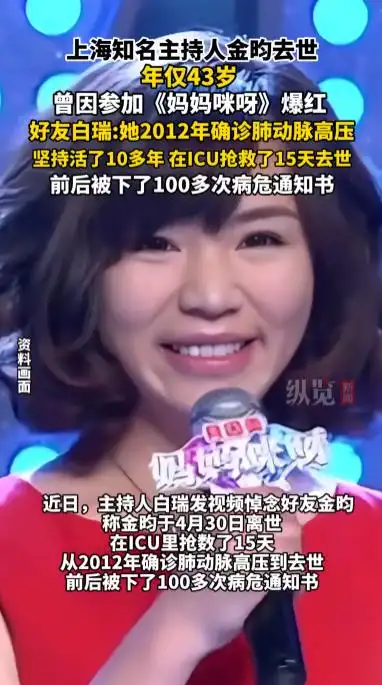 上海知名主持人金昀去世
年仅43岁
曾因参加《妈妈咪呀》爆红
好友白瑞:她2012年确诊肺动脉高压
坚持活了10多年 在ICU抢救了15天去世
前后被下了100多次病危通知书
资料画面
纵览
新闻
妈妈咪呀
近日，主持人白瑞发视频悼念好友金昀
称金昀于4月30日离世
在ICU里抢数了15天
从2012年确诊肺动脉高压到去世
前后被下了100多次病危通知书